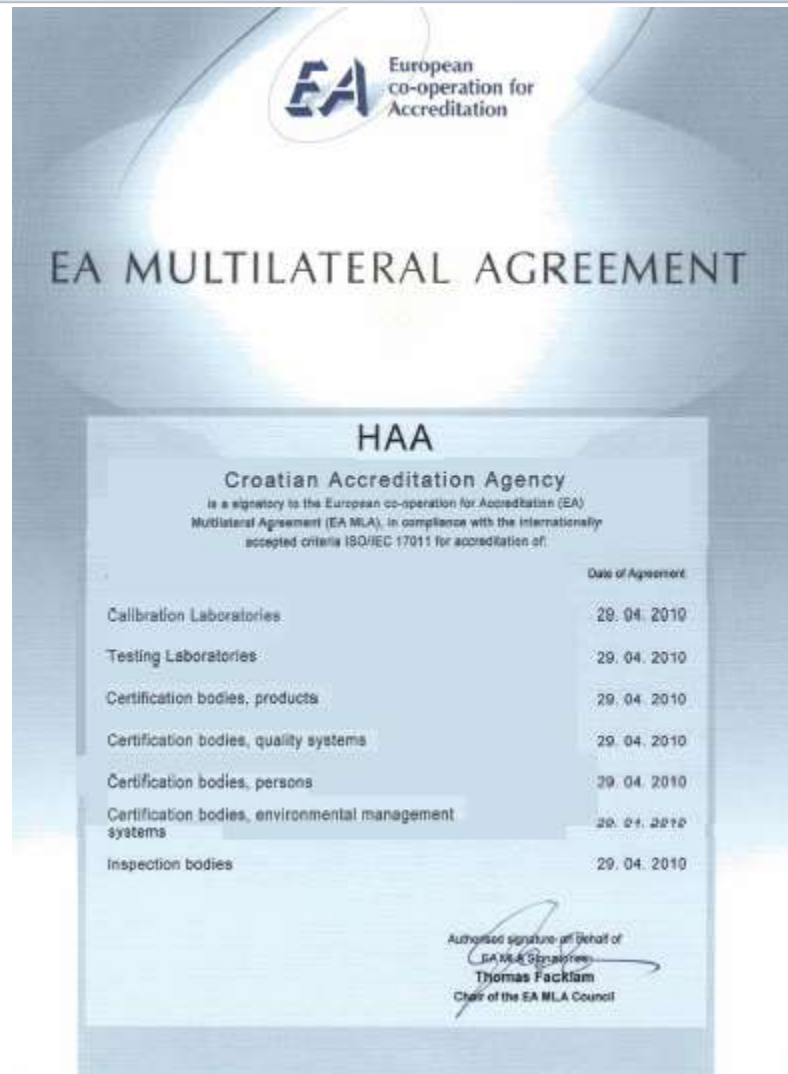 EA
European
co-operation for
Accreditation
EA MULTILATERAL AGREEMENT
HAA
Croatian Accreditation Agency
is a signatory to the European co-operation for Accreditation (EA)
Multilateral Agreement (EA MLA), in compliance with the internationally
accepted criteria ISO/IEC 17011 for accreditation of:
Date of Agreement
Calibration Laboratories 29. 04. 2010
Testing Laboratories 29. 04. 2010
Certification bodies, products 29. 04. 2010
Certification bodies, quality systems 29. 04. 2010
Certification bodies, persons 29. 04. 2010
Certification bodies, environmental management
systems
Inspection bodies 29. 04. 2010
Authorised signature on behalf of
EA MLA Signatories
Thomas Facklam
Chair of the EA MLA Council